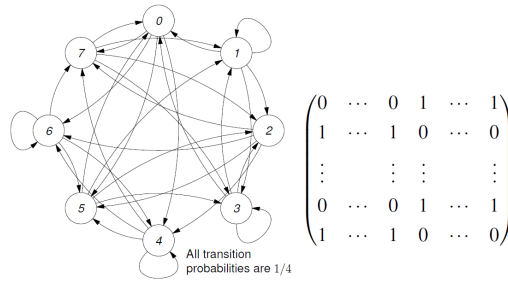 0
7
1
6
2
5
3
4
All transition
probabilities are 1/4
0 ⋯ 0 1 ⋯ 1
1 ⋯ 1 0 ⋯ 0
⋮ ⋮ ⋮ ⋮
0 ⋯ 0 1 ⋯ 1
1 ⋯ 1 0 ⋯ 0